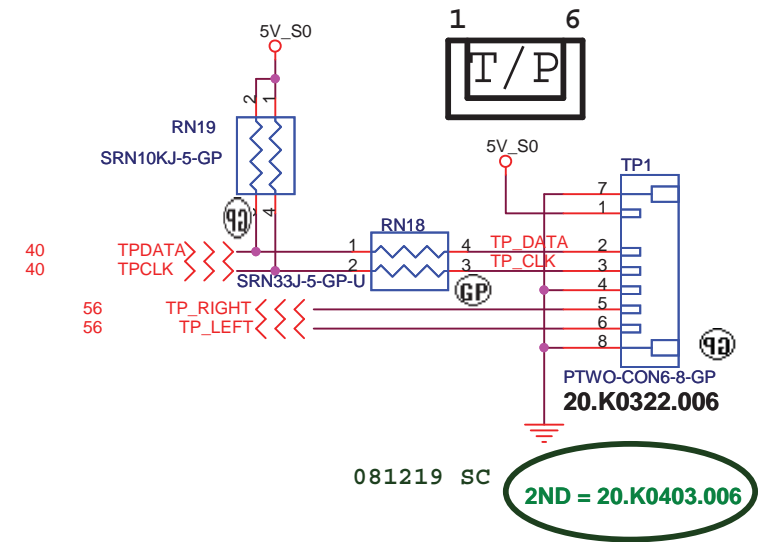 1 6
T/P
5V_S0
2 1
RN19
SRN10KJ-5-GP
4
GP
5V_S0
TP1
7
1
40 TPDATA
40 TPCLK
RN18
1 4 TP_DATA 2
2 3 TP_CLK 3
SRN33J-5-GP-U
GP
4
56 TP_RIGHT 5
56 TP_LEFT 6
8
GP
PTWO-CON6-8-GP
20.K0322.006
081219 SC
2ND = 20.K0403.006